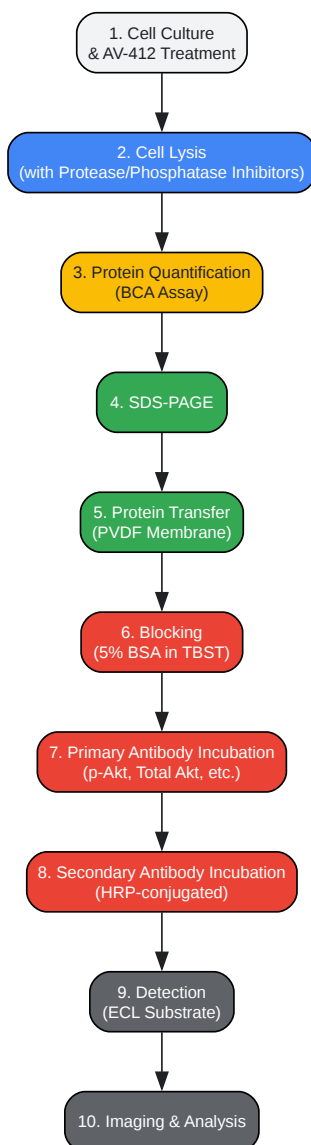 1. Cell Culture
& AV-412 Treatment
2. Cell Lysis
(with Protease/Phosphatase Inhibitors)
3. Protein Quantification
(BCA Assay)
4. SDS-PAGE
5. Protein Transfer
(PVDF Membrane)
6. Blocking
(5% BSA in TBST)
7. Primary Antibody Incubation
(p-Akt, Total Akt, etc.)
8. Secondary Antibody Incubation
(HRP-conjugated)
9. Detection
(ECL Substrate)
10. Imaging & Analysis